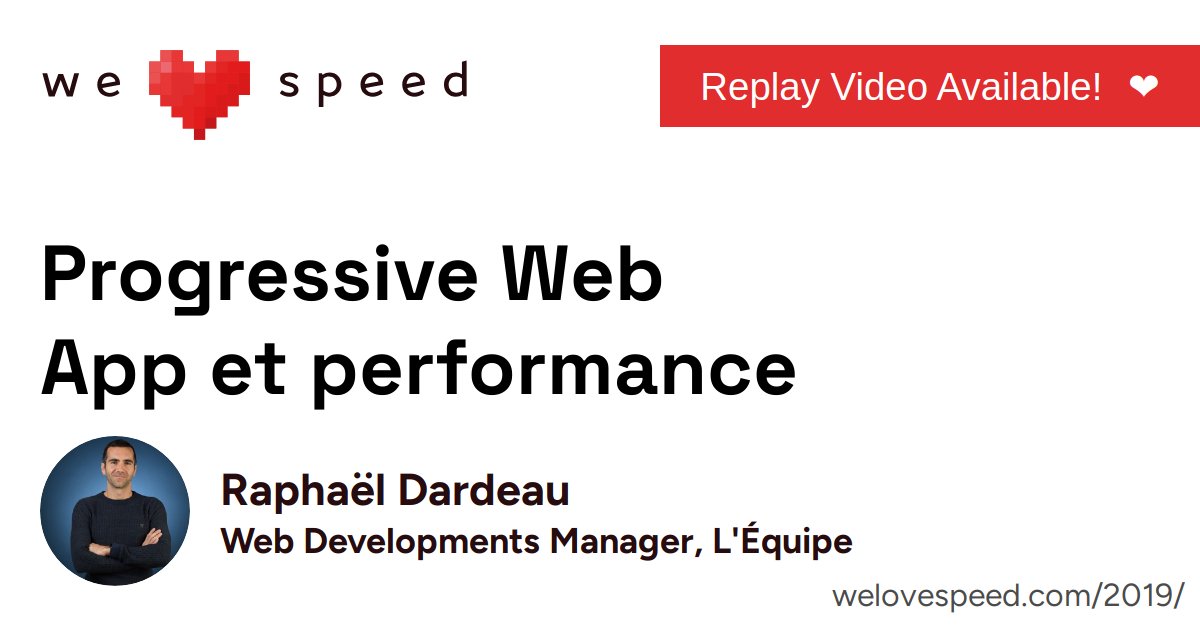 we speed
Replay Video Available! ❤
Progressive Web
App et performance
Raphaël Dardeau
Web Developments Manager, L'Équipe
welovespeed.com/2019/